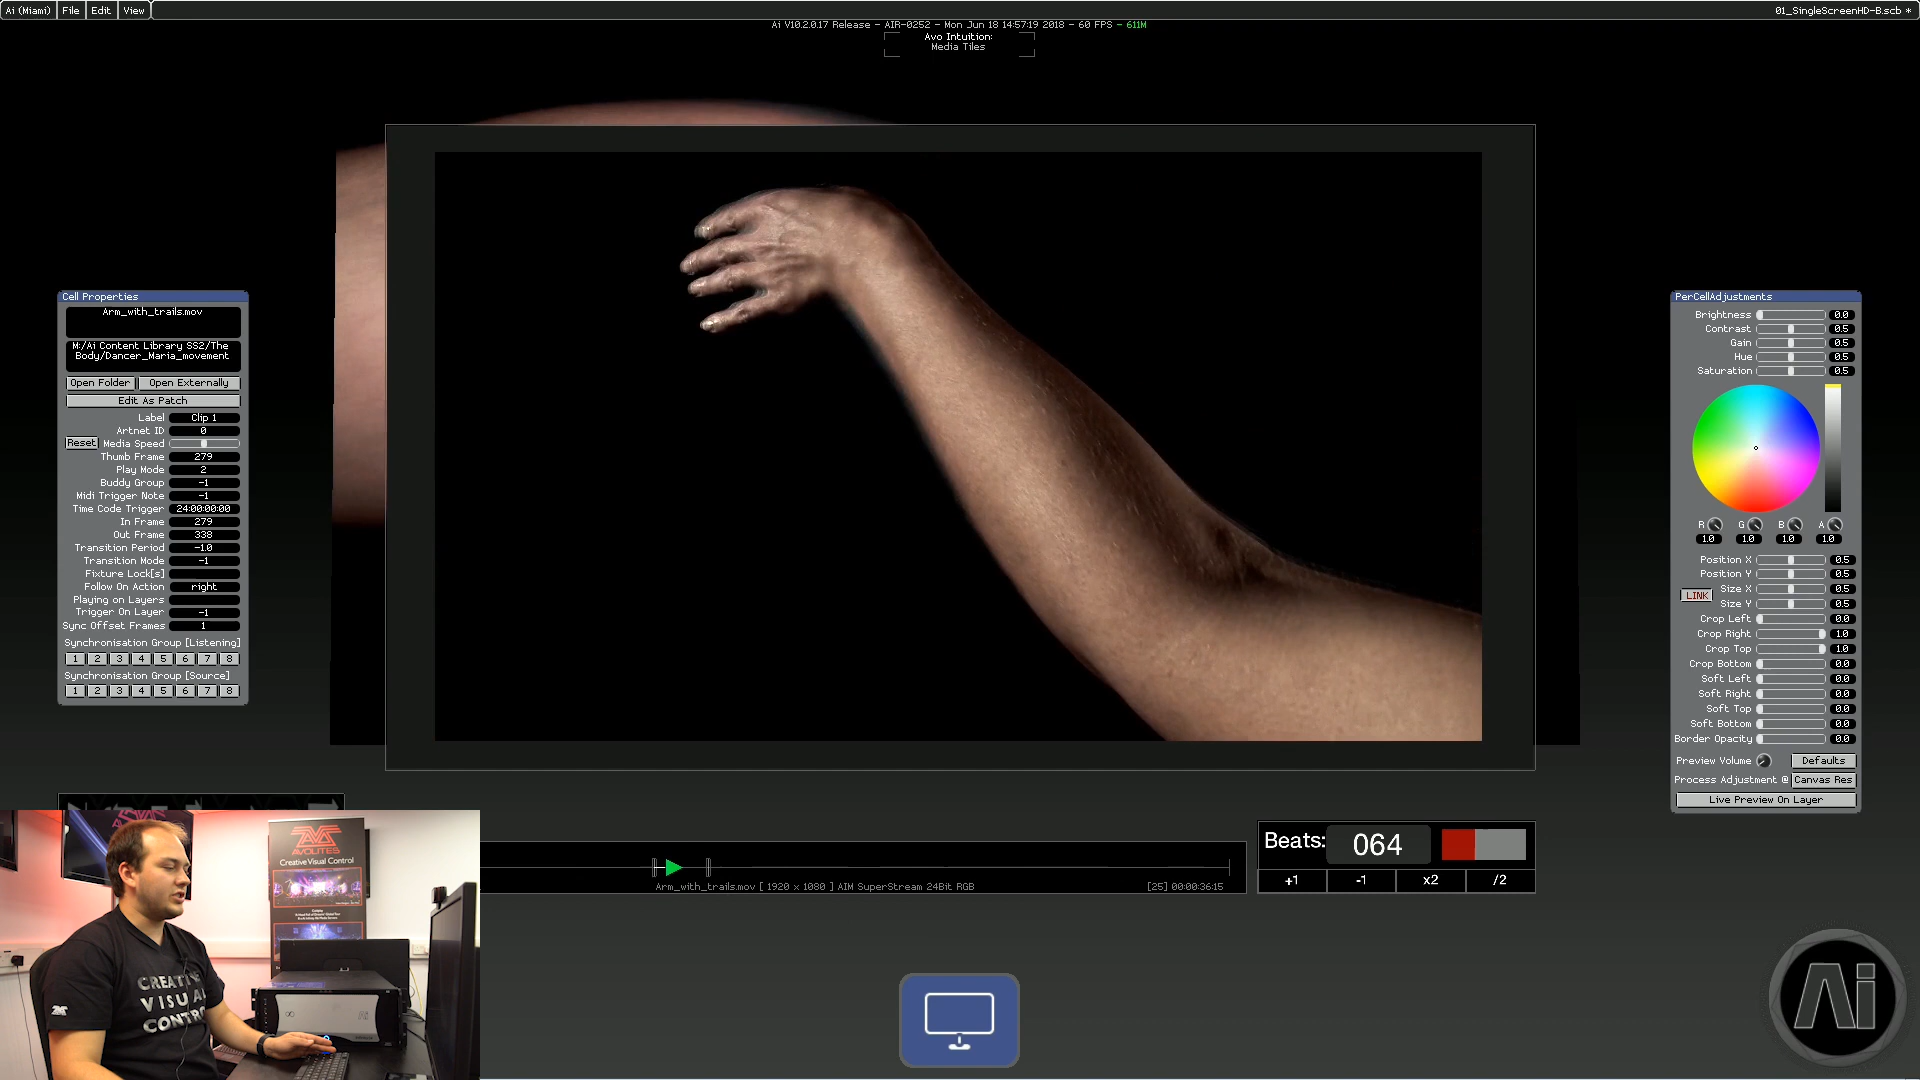 Ai (Miami) File Edit View
01_SingleScreenHD-B.scb *
Ai V10.2.0.17 Release - AIR-0252 - Mon Jun 18 14:57:19 2018 - 60 FPS - 611M
Avo Intuition:
Media Tiles
Cell Properties
Arm_with_trails.mov
M:/Ai Content Library SS2/The
Body/Dancer_Maria_movement
Open Folder Open Externally
Edit As Patch
Label Clip 1
Artnet ID 0
Reset Media Speed
Thumb Frame 279
Play Mode 2
Buddy Group -1
Midi Trigger Note -1
Time Code Trigger 24:00:00:00
In Frame 279
Out Frame 338
Transition Period -1.0
Transition Mode -1
Fixture Lock[s]
Follow On Action right
Playing on Layers
Trigger On Layer -1
Sync Offset Frames 1
Synchronisation Group [Listening]
1 2 3 4 5 6 7 8
Synchronisation Group [Source]
1 2 3 4 5 6 7 8
PerCellAdjustments
Brightness 0.0
Contrast 0.5
Gain 0.5
Hue 0.5
Saturation 0.5
R G B A
1.0 1.0 1.0 1.0
Position X 0.5
Position Y 0.5
LINK
Size X 0.5
Size Y 0.5
Crop Left 0.0
Crop Right 1.0
Crop Top 1.0
Crop Bottom 0.0
Soft Left 0.0
Soft Right 0.0
Soft Top 0.0
Soft Bottom 0.0
Border Opacity 0.0
Preview Volume Defaults
Process Adjustment @ Canvas Res
Live Preview On Layer
Arm_with_trails.mov [ 1920 x 1080 ] AIM SuperStream 24Bit RGB
[25] 00:00:36:15
Beats: 064
+1 -1 x2 /2
AVOLITES
Creative Visual Control
CREATIVE
VISUAL
CONTRO
Ai
Ai